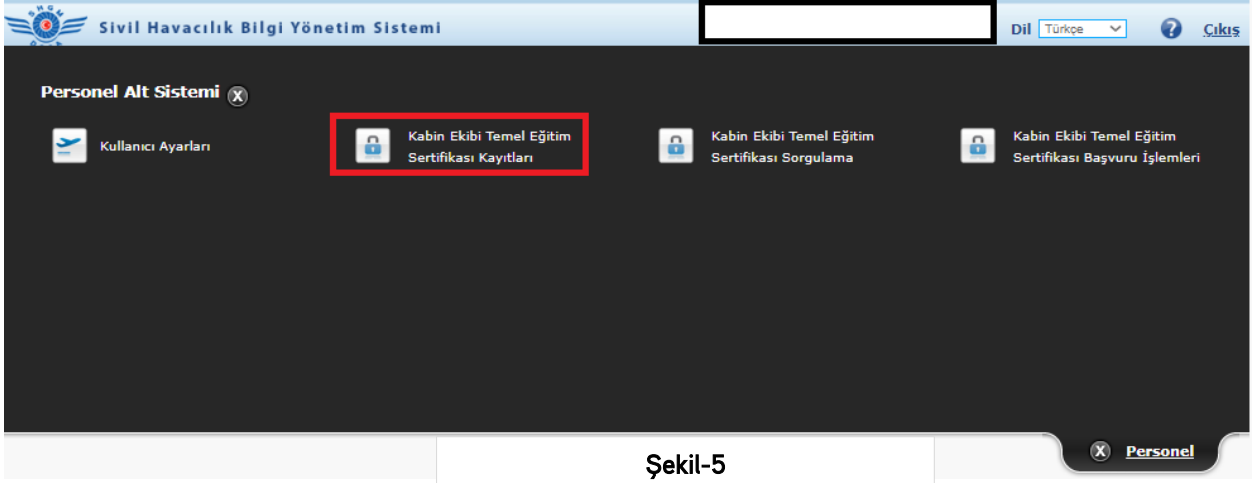 SHGM
Sivil Havacılık Bilgi Yönetim Sistemi
Dil Türkçe ? Çıkış
Personel Alt Sistemi X
Kullanıcı Ayarları
Kabin Ekibi Temel Eğitim
Sertifikası Kayıtları
Kabin Ekibi Temel Eğitim
Sertifikası Sorgulama
Kabin Ekibi Temel Eğitim
Sertifikası Başvuru İşlemleri
X Personel
Şekil-5